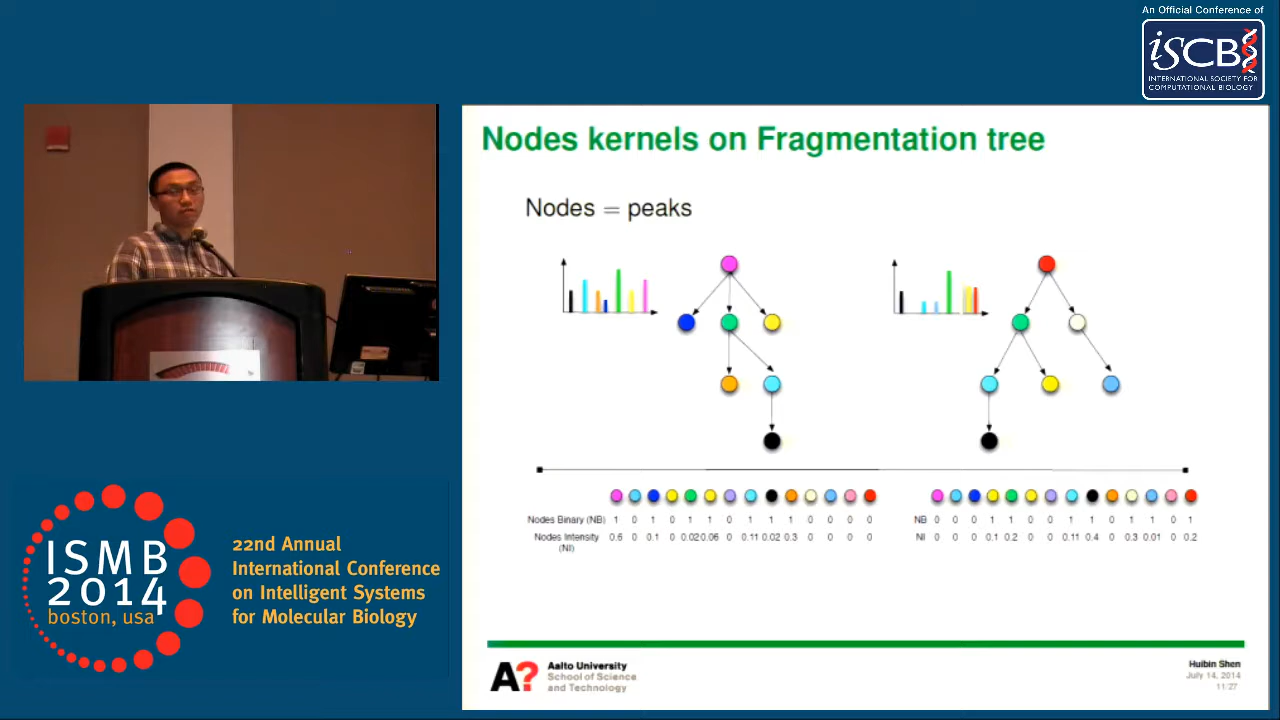 An Official Conference of
iSCB
INTERNATIONAL SOCIETY FOR
COMPUTATIONAL BIOLOGY
Nodes kernels on Fragmentation tree
Nodes = peaks
Nodes Binary (NB) 1 0 1 0 1 1 0 1 1 1 0 0 0 0
Nodes Intensity 0.6 0 0.1 0 0.02 0.06 0 0.11 0.02 0.3 0 0 0 0
(NI)
NB 0 0 0 1 1 0 0 1 1 0 1 1 0 1
NI 0 0 0 0.1 0.2 0 0 0.11 0.4 0 0.3 0.01 0 0.2
ISMB
2014
boston, usa
22nd Annual
International Conference
on Intelligent Systems
for Molecular Biology
A?
Aalto University
School of Science
and Technology
Huibin Shen
July 14, 2014
11/27